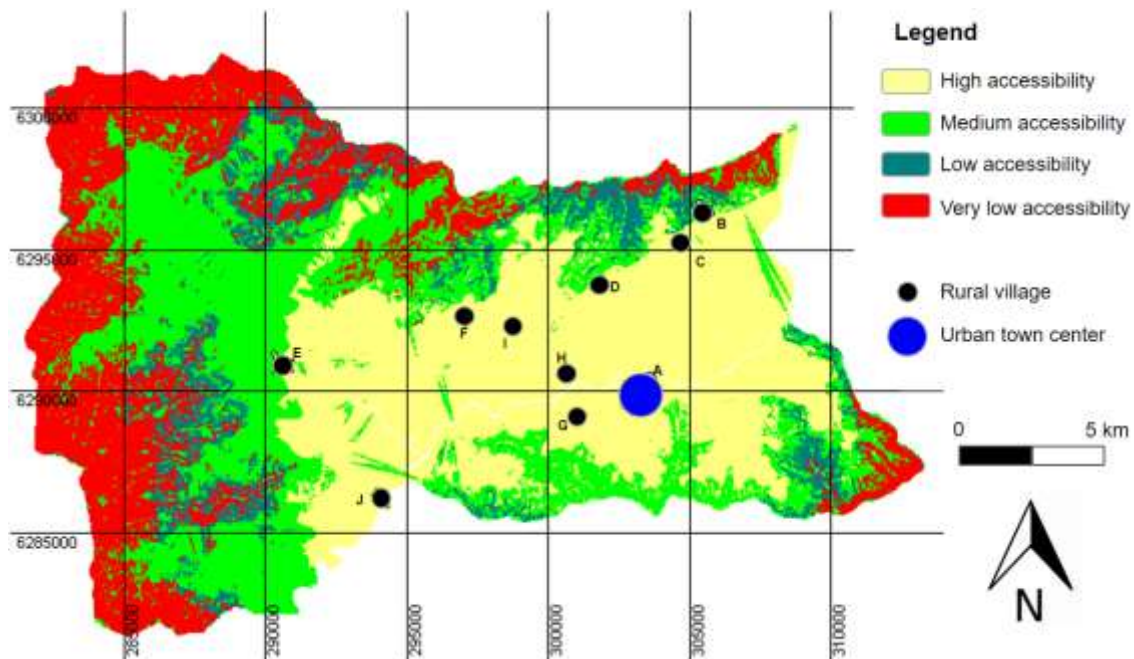 Legend
High accessibility
Medium accessibility
Low accessibility
Very low accessibility
Rural village
Urban town center
0 5 km
N
6300000
6295000
6290000
6285000
285000
290000
295000
300000
305000
310000
B
C
D
F
I
E
H
A
G
J